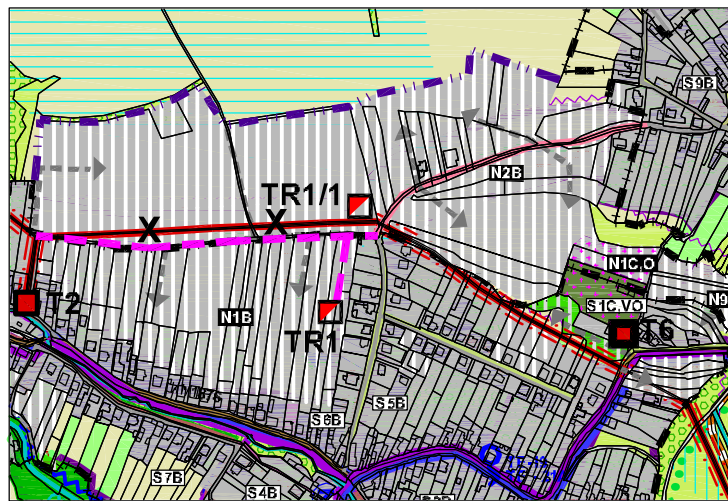 S9B
N2B
TR1/1
X
X
N1C,O
S1C,VO
N9
T2
N1B
TR1
T6
S6B
S5B
S7B
S4B